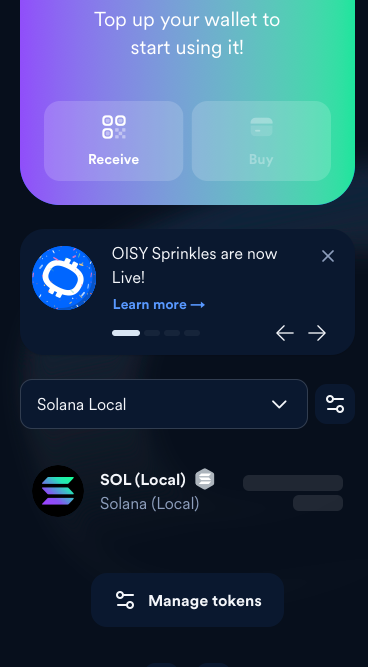 Top up your wallet to
start using it!
Receive
Buy
OISY Sprinkles are now
Live!
Learn more →
Solana Local
SOL (Local)
Solana (Local)
Manage tokens